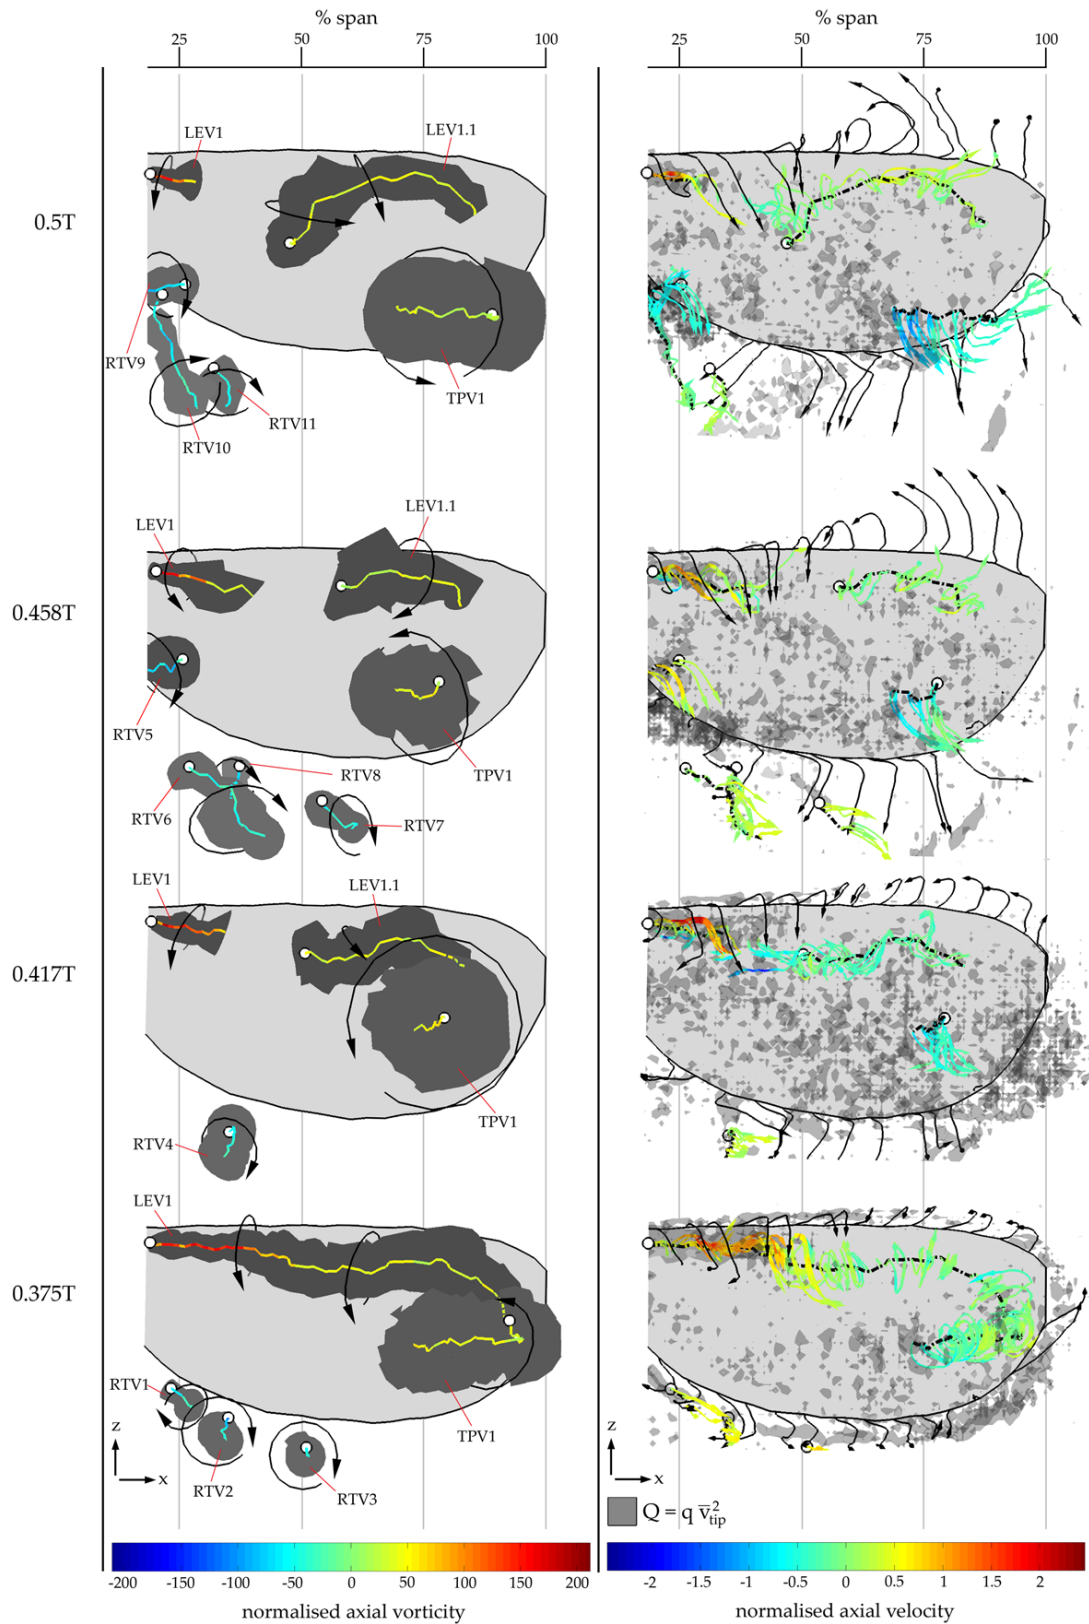 % span
% span
25 50 75 100
25 50 75 100
0.5T
LEV1
LEV1.1
RTV9
RTV10
RTV11
TPV1
0.458T
LEV1
LEV1.1
RTV5
RTV6
RTV8
RTV7
TPV1
0.417T
LEV1
LEV1.1
RTV4
TPV1
0.375T
LEV1
RTV1
RTV2
RTV3
TPV1
z
x
z
x
Q = q v̅²tip
-200 -150 -100 -50 0 50 100 150 200
normalised axial vorticity
-2 -1.5 -1 -0.5 0 0.5 1 1.5 2
normalised axial velocity